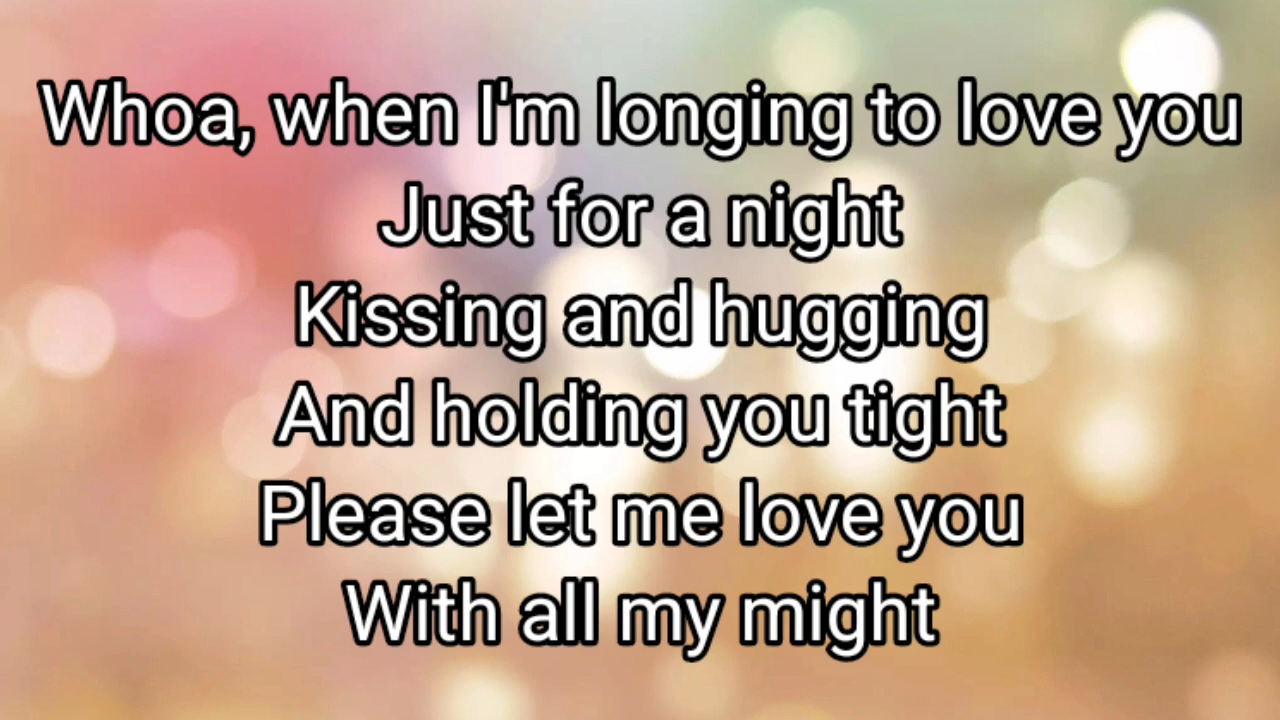 Whoa, when I'm longing to love you
Just for a night
Kissing and hugging
And holding you tight
Please let me love you
With all my might